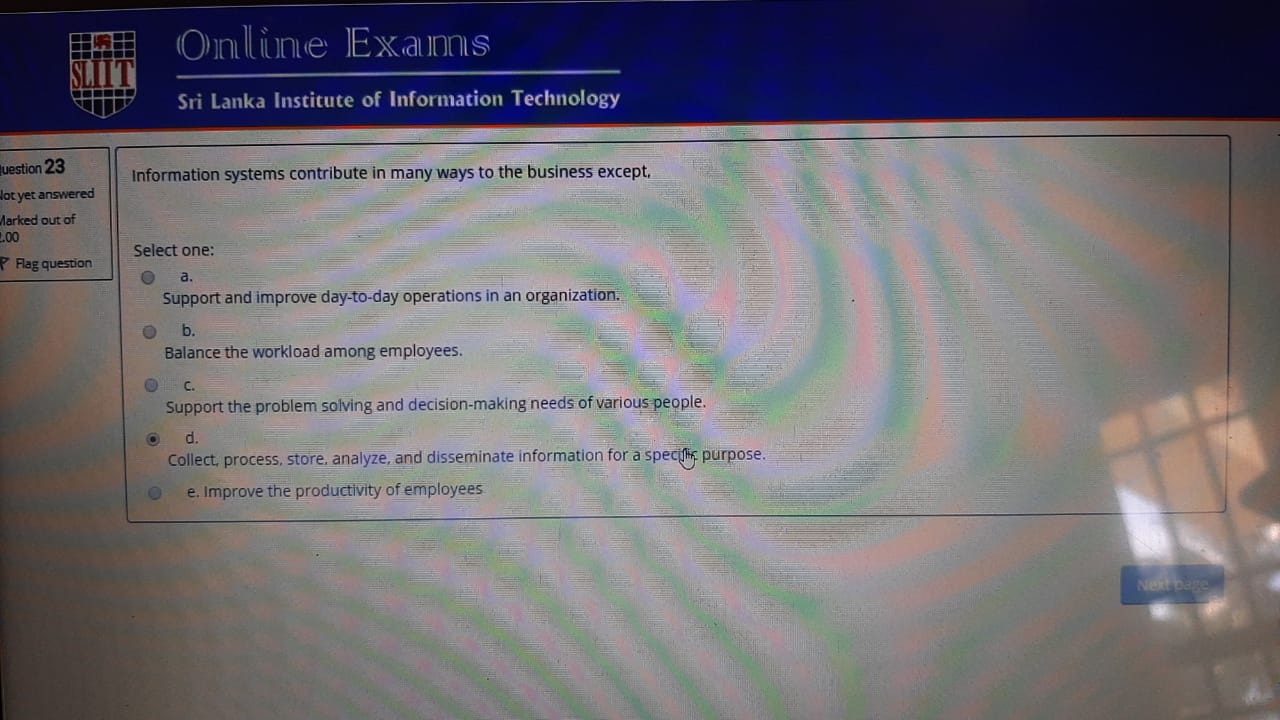 SLIIT
Online Exams
Sri Lanka Institute of Information Technology
uestion 23
Not yet answered
Marked out of
.00
Flag question
Information systems contribute in many ways to the business except,
Select one:
a.
Support and improve day-to-day operations in an organization.
b.
Balance the workload among employees.
c.
Support the problem solving and decision-making needs of various people.
d.
Collect, process, store, analyze, and disseminate information for a specific purpose.
e. Improve the productivity of employees
Next page